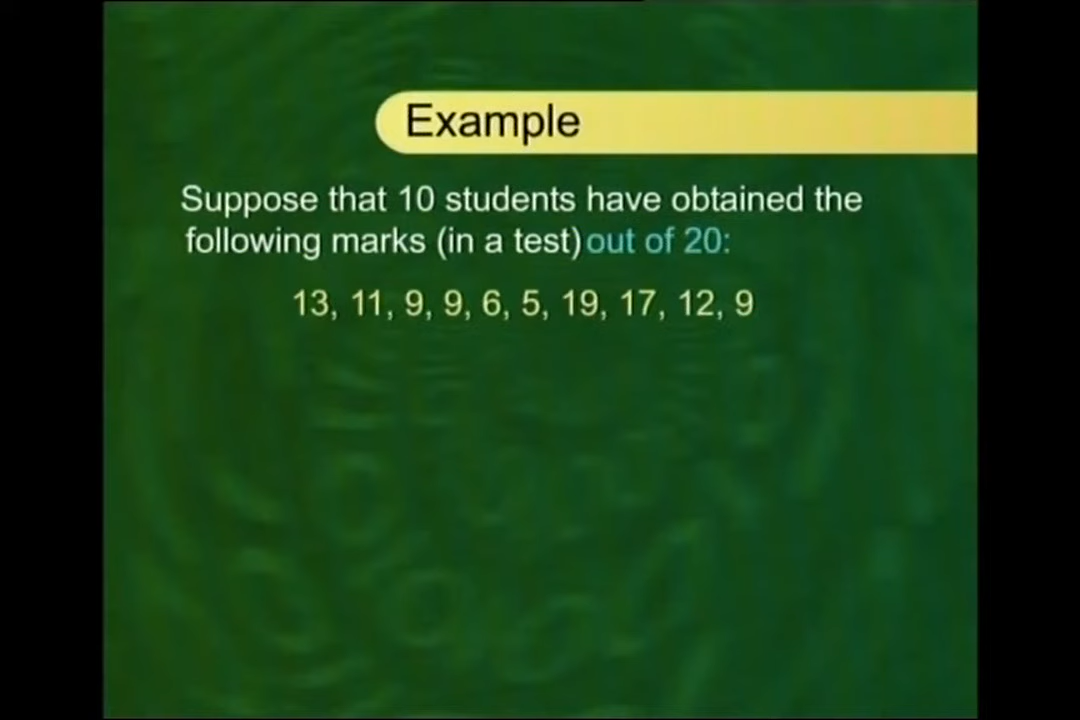 Example
Suppose that 10 students have obtained the
following marks (in a test) out of 20:
13, 11, 9, 9, 6, 5, 19, 17, 12, 9